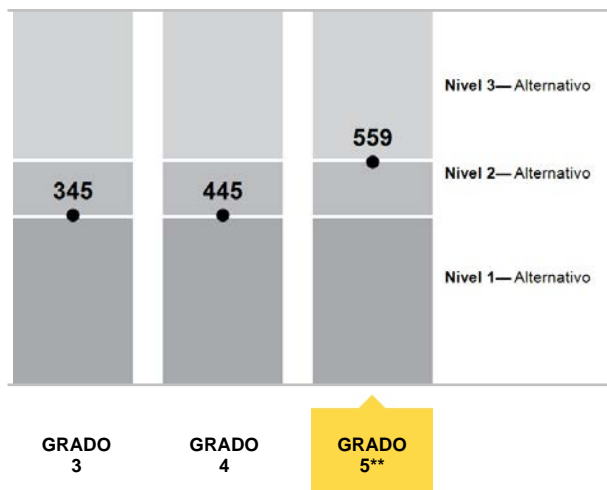 Nivel 3—Alternativo
559
Nivel 2—Alternativo
345
445
Nivel 1—Alternativo
GRADO
3
GRADO
4
GRADO
5**